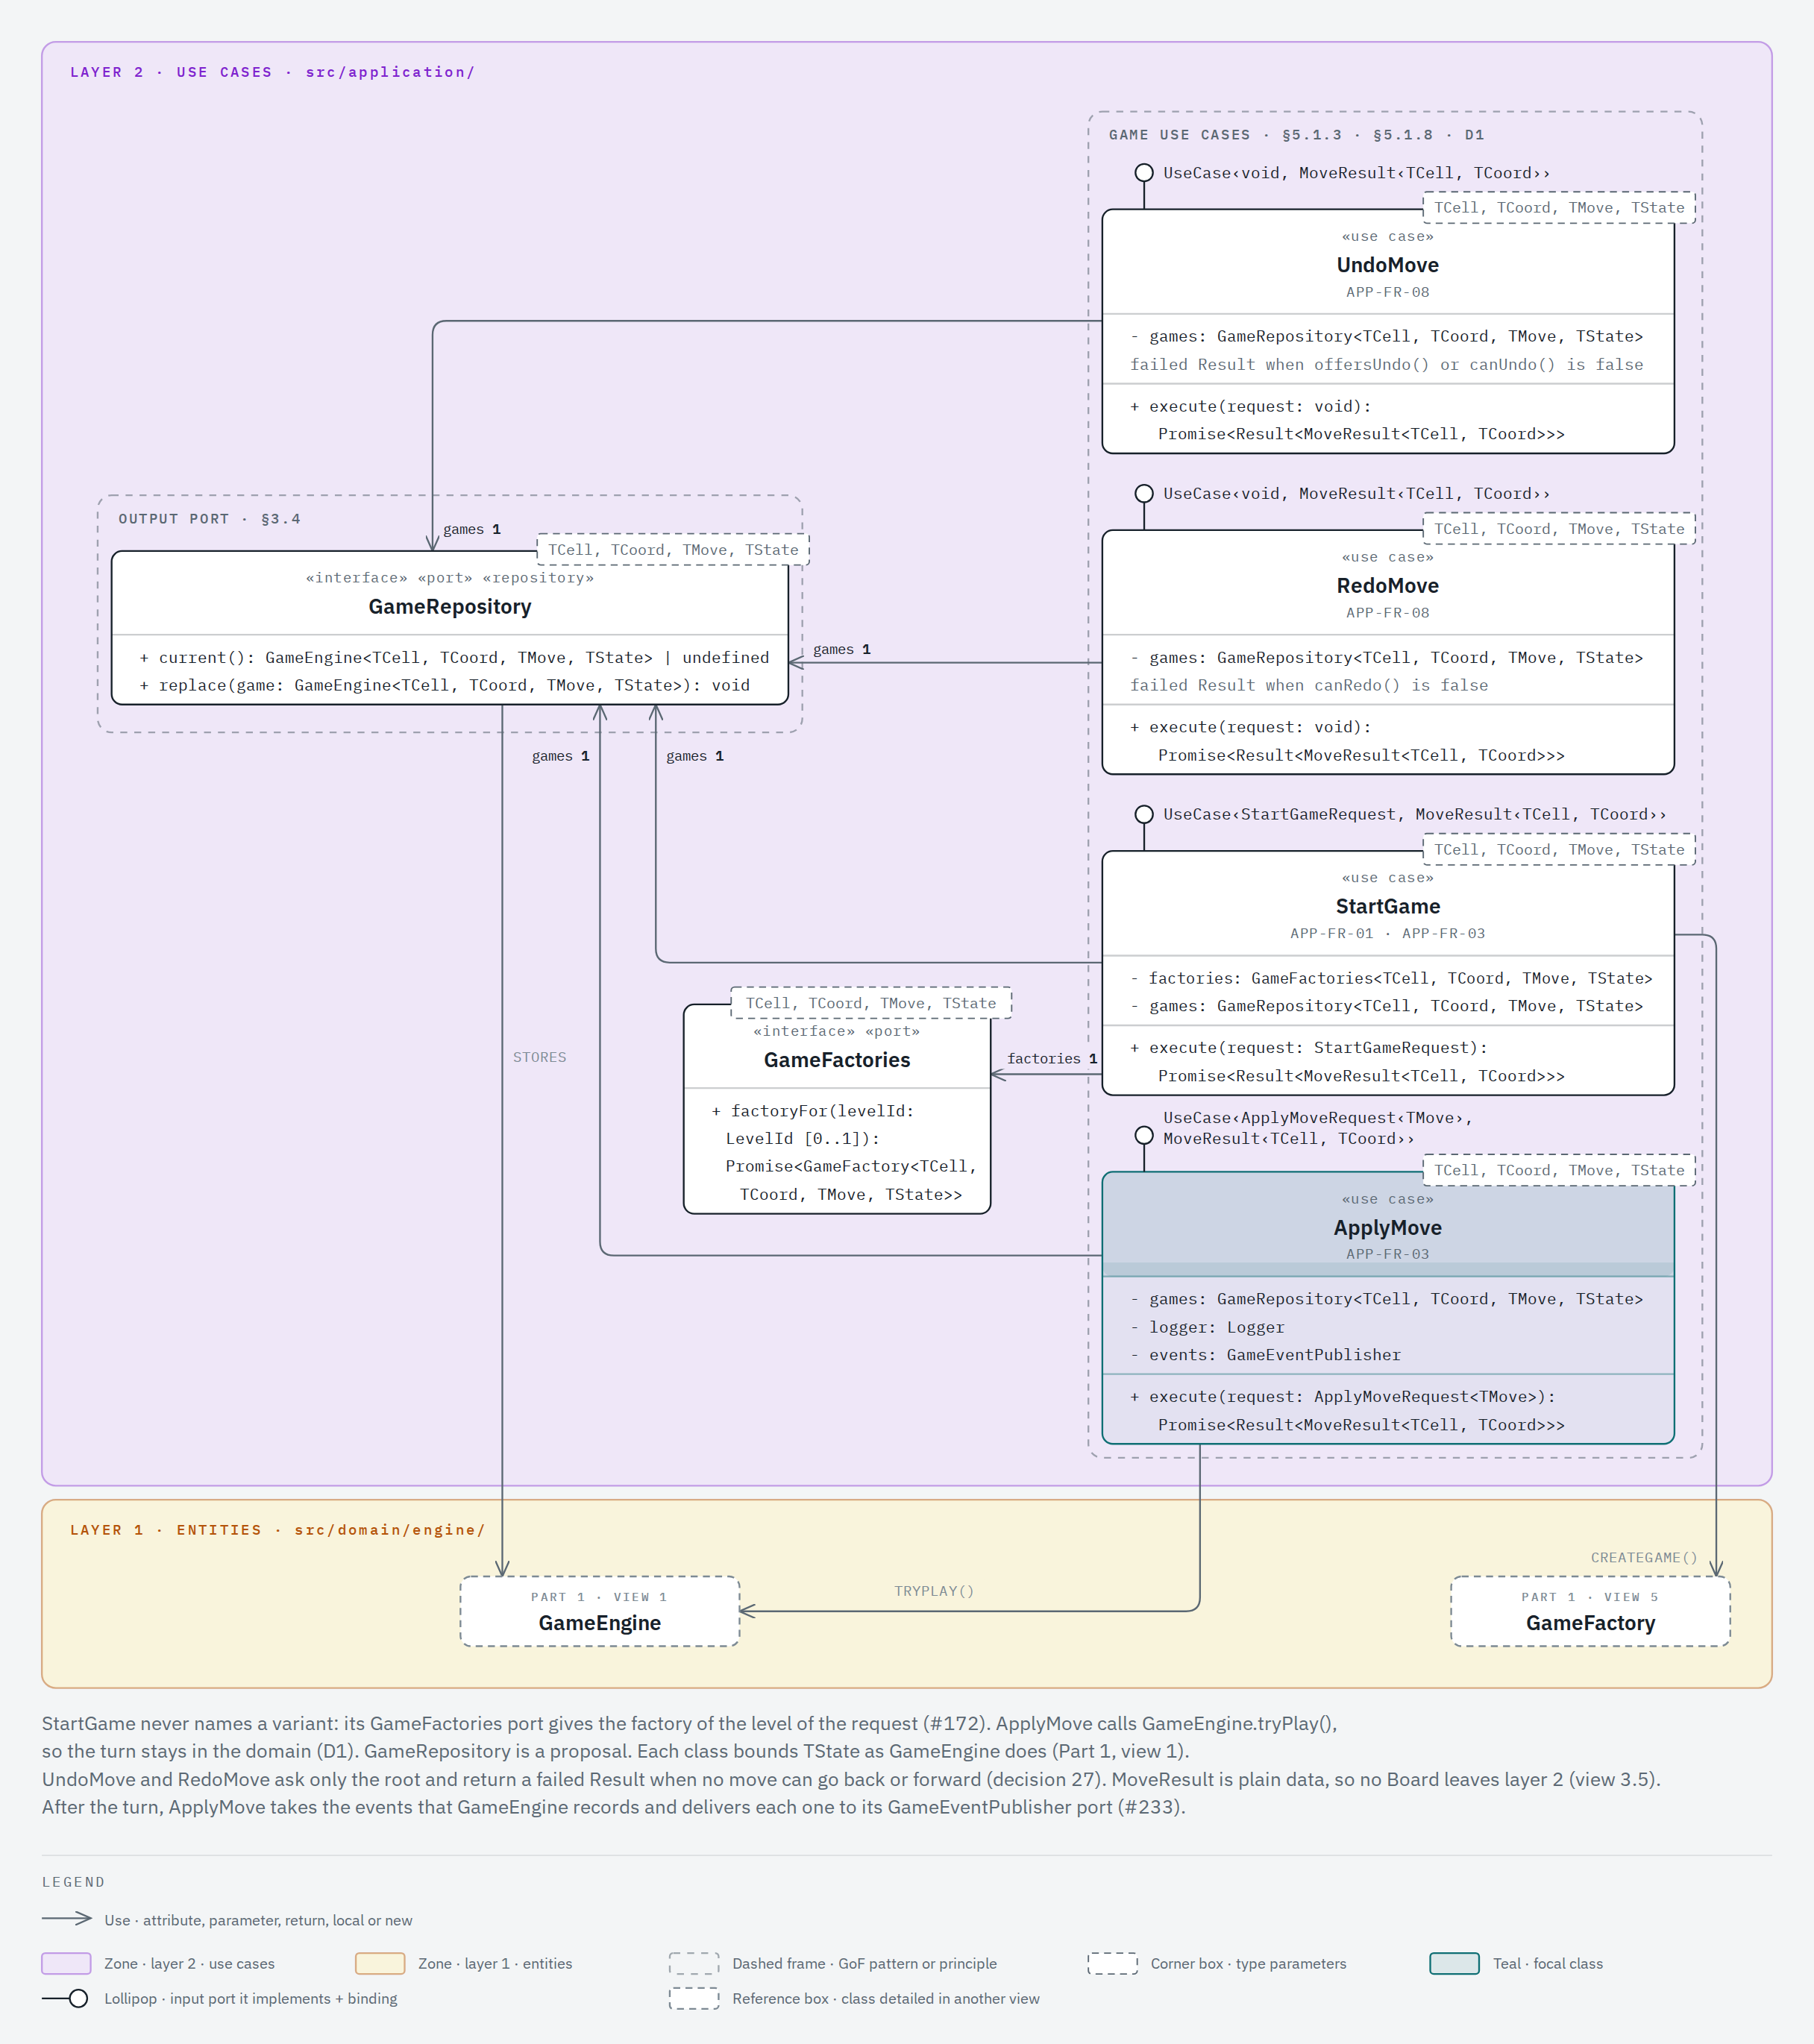 LAYER 2 · USE CASES · src/application/
GAME USE CASES · §5.1.3 · §5.1.8 · D1
UseCase‹void, MoveResult‹TCell, TCoord››
TCell, TCoord, TMove, TState
«use case»
UndoMove
APP-FR-08
- games: GameRepository<TCell, TCoord, TMove, TState>
failed Result when offersUndo() or canUndo() is false
+ execute(request: void):
Promise<Result<MoveResult<TCell, TCoord>>>
UseCase‹void, MoveResult‹TCell, TCoord››
TCell, TCoord, TMove, TState
«use case»
RedoMove
APP-FR-08
- games: GameRepository<TCell, TCoord, TMove, TState>
failed Result when canRedo() is false
+ execute(request: void):
Promise<Result<MoveResult<TCell, TCoord>>>
OUTPUT PORT · §3.4
games 1
TCell, TCoord, TMove, TState
«interface» «port» «repository»
GameRepository
+ current(): GameEngine<TCell, TCoord, TMove, TState> | undefined
+ replace(game: GameEngine<TCell, TCoord, TMove, TState>): void
games 1
games 1
games 1
UseCase‹StartGameRequest, MoveResult‹TCell, TCoord››
TCell, TCoord, TMove, TState
«use case»
StartGame
APP-FR-01 · APP-FR-03
- factories: GameFactories<TCell, TCoord, TMove, TState>
- games: GameRepository<TCell, TCoord, TMove, TState>
+ execute(request: StartGameRequest):
Promise<Result<MoveResult<TCell, TCoord>>>
STORES
TCell, TCoord, TMove, TState
«interface» «port»
GameFactories
+ factoryFor(levelId:
LevelId [0..1]):
Promise<GameFactory<TCell,
TCoord, TMove, TState>>
factories 1
UseCase‹ApplyMoveRequest‹TMove›,
MoveResult‹TCell, TCoord››
TCell, TCoord, TMove, TState
«use case»
ApplyMove
APP-FR-03
- games: GameRepository<TCell, TCoord, TMove, TState>
- logger: Logger
- events: GameEventPublisher
+ execute(request: ApplyMoveRequest<TMove>):
Promise<Result<MoveResult<TCell, TCoord>>>
LAYER 1 · ENTITIES · src/domain/engine/
PART 1 · VIEW 1
GameEngine
TRYPLAY()
CREATEGAME()
PART 1 · VIEW 5
GameFactory
StartGame never names a variant: its GameFactories port gives the factory of the level of the request (#172). ApplyMove calls GameEngine.tryPlay(),
so the turn stays in the domain (D1). GameRepository is a proposal. Each class bounds TState as GameEngine does (Part 1, view 1).
UndoMove and RedoMove ask only the root and return a failed Result when no move can go back or forward (decision 27). MoveResult is plain data, so no Board leaves layer 2 (view 3.5).
After the turn, ApplyMove takes the events that GameEngine records and delivers each one to its GameEventPublisher port (#233).
LEGEND
Use · attribute, parameter, return, local or new
Zone · layer 2 · use cases
Zone · layer 1 · entities
Dashed frame · GoF pattern or principle
Corner box · type parameters
Teal · focal class
Lollipop · input port it implements + binding
Reference box · class detailed in another view